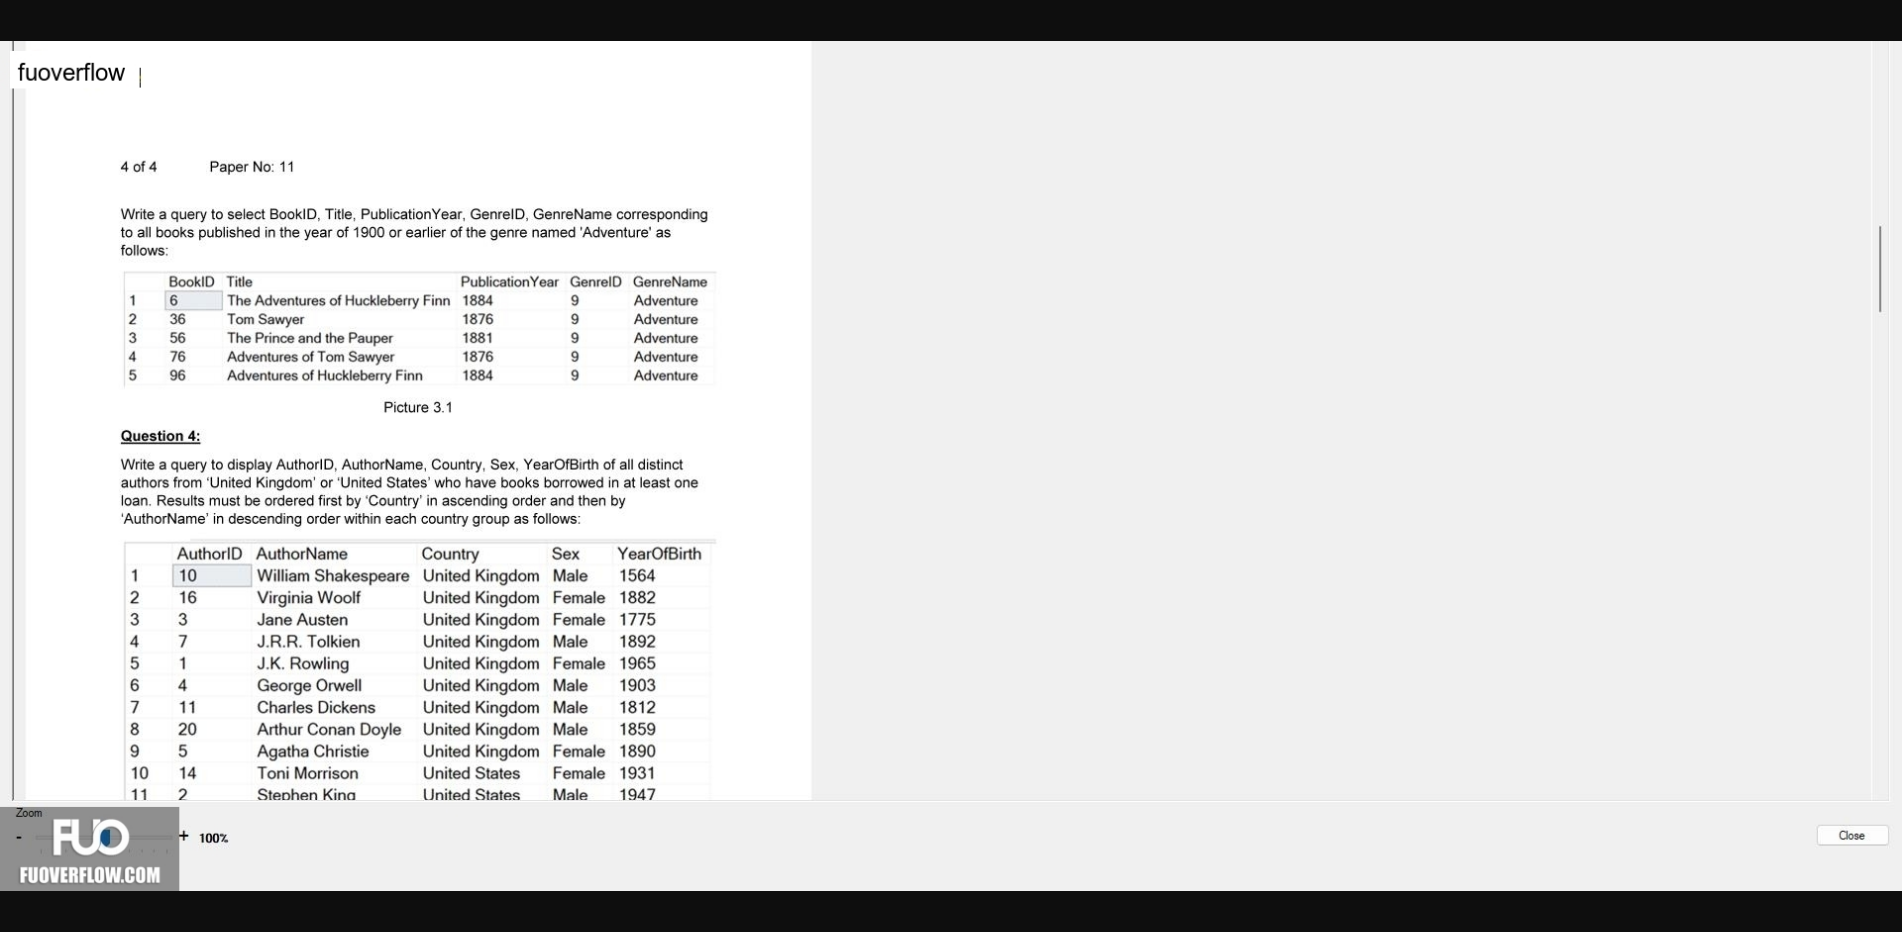 fuoverflow
4 of 4 Paper No: 11
Write a query to select BookID, Title, PublicationYear, GenreID, GenreName corresponding
to all books published in the year of 1900 or earlier of the genre named 'Adventure' as
follows:
BookID Title PublicationYear GenreID GenreName
1 6 The Adventures of Huckleberry Finn 1884 9 Adventure
2 36 Tom Sawyer 1876 9 Adventure
3 56 The Prince and the Pauper 1881 9 Adventure
4 76 Adventures of Tom Sawyer 1876 9 Adventure
5 96 Adventures of Huckleberry Finn 1884 9 Adventure
Picture 3.1
Question 4:
Write a query to display AuthorID, AuthorName, Country, Sex, YearOfBirth of all distinct
authors from ‘United Kingdom’ or ‘United States’ who have books borrowed in at least one
loan. Results must be ordered first by ‘Country’ in ascending order and then by
‘AuthorName’ in descending order within each country group as follows:
AuthorID AuthorName Country Sex YearOfBirth
1 10 William Shakespeare United Kingdom Male 1564
2 16 Virginia Woolf United Kingdom Female 1882
3 3 Jane Austen United Kingdom Female 1775
4 7 J.R.R. Tolkien United Kingdom Male 1892
5 1 J.K. Rowling United Kingdom Female 1965
6 4 George Orwell United Kingdom Male 1903
7 11 Charles Dickens United Kingdom Male 1812
8 20 Arthur Conan Doyle United Kingdom Male 1859
9 5 Agatha Christie United Kingdom Female 1890
10 14 Toni Morrison United States Female 1931
11 2 Stephen King United States Male 1947
Zoom
- + 100%
FUO
FUOVERFLOW.COM
Close